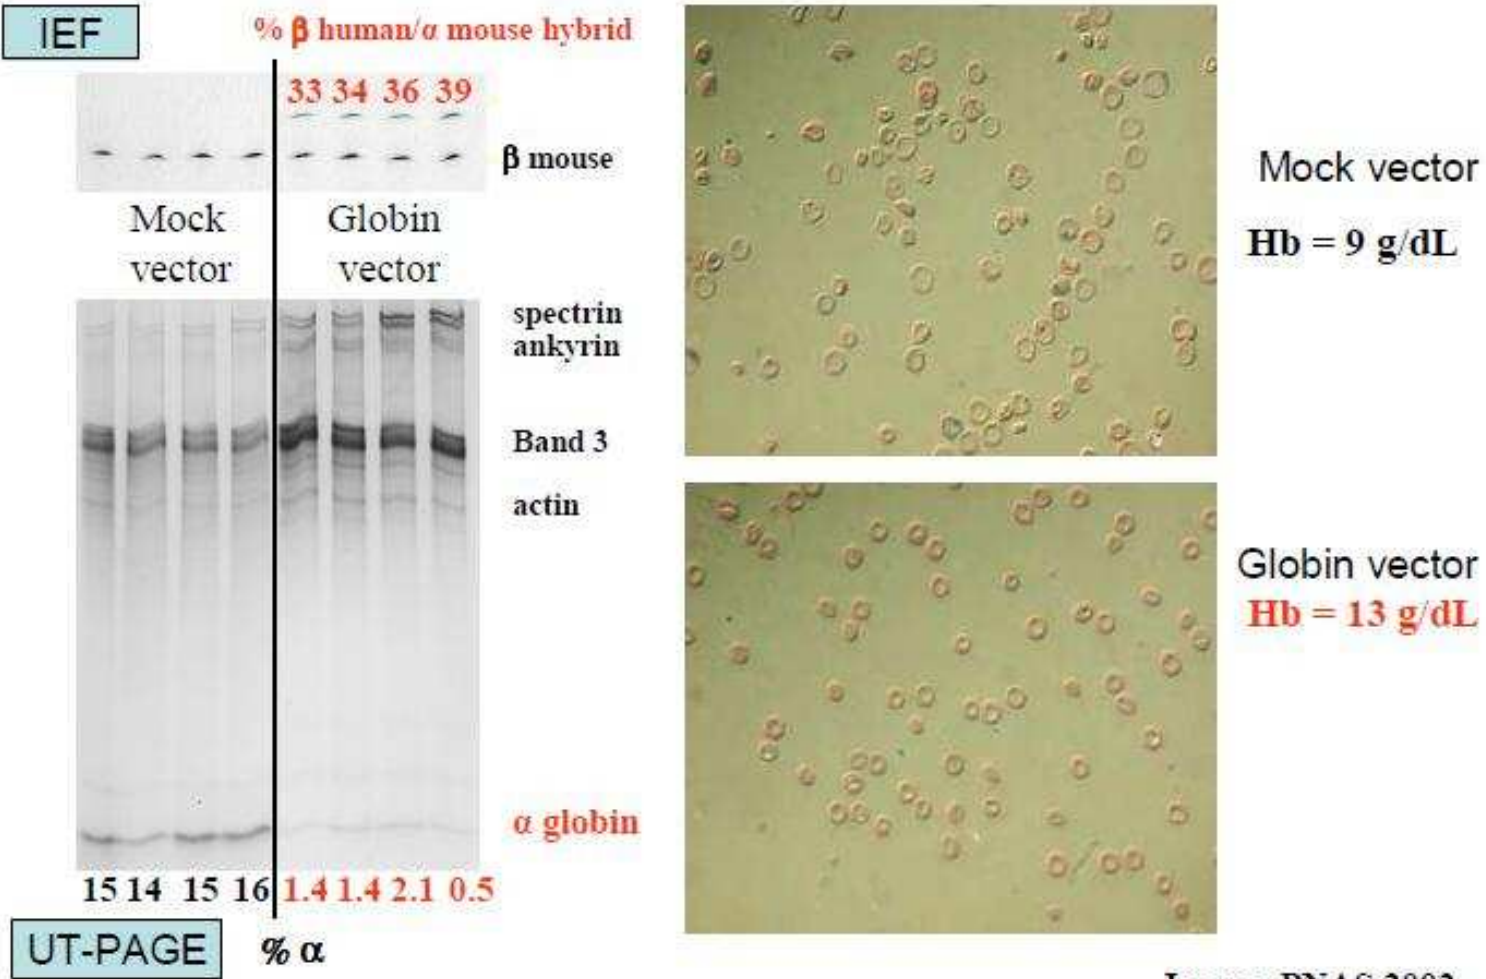 IEF
% β human/α mouse hybrid
33 34 36 39
β mouse
Mock
vector
Globin
vector
spectrin
ankyrin
Band 3
actin
α globin
15 14 15 16 1.4 1.4 2.1 0.5
UT-PAGE
% α
Mock vector
Hb = 9 g/dL
Globin vector
Hb = 13 g/dL
PNAS 2002